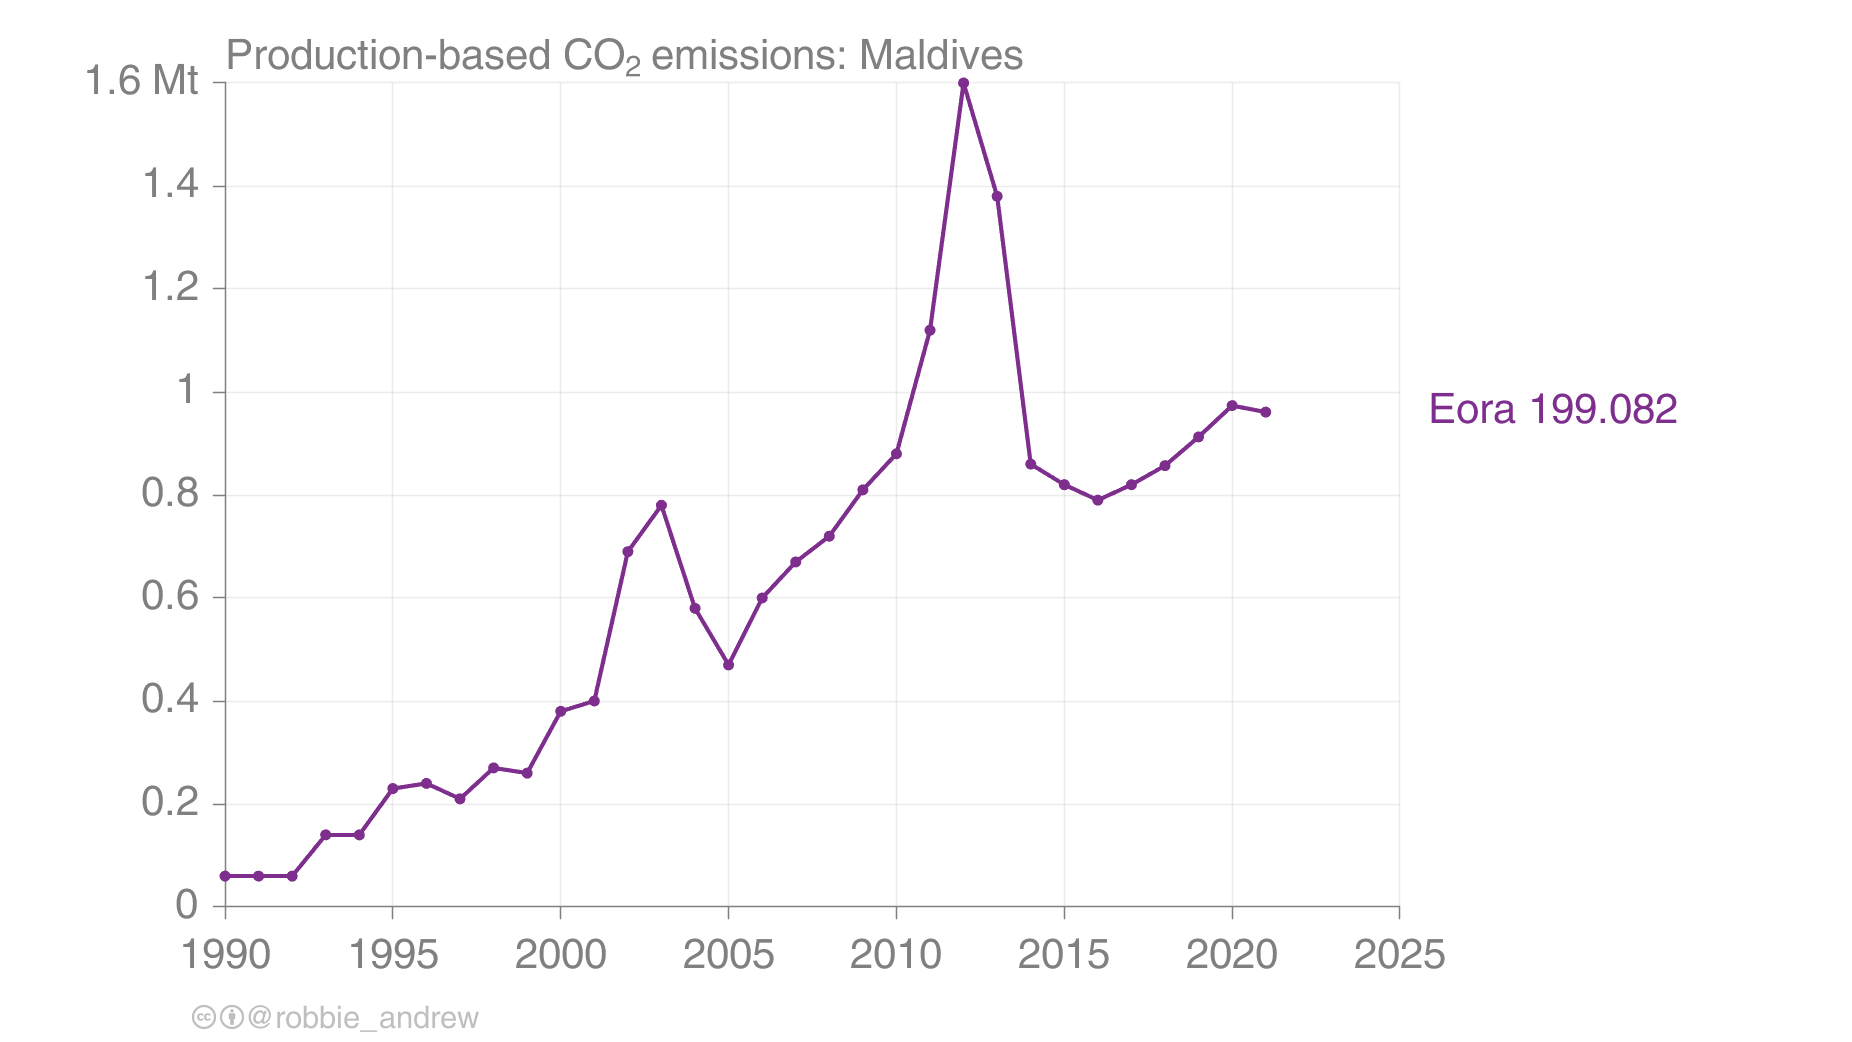 Production-based CO₂ emissions: Maldives
1.6 Mt
1.4
1.2
1
0.8
0.6
0.4
0.2
0
1990 1995 2000 2005 2010 2015 2020 2025
Eora 199.082
@robbie_andrew